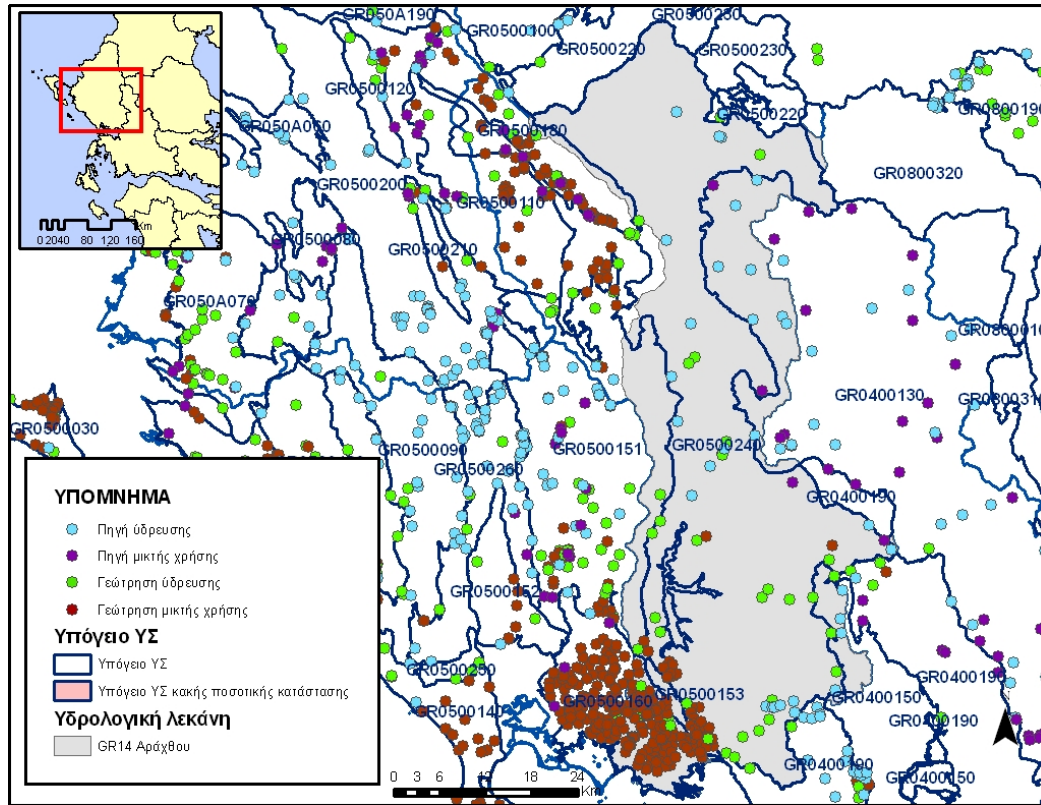 GR050A190
GR0500100
GR0500230
GR0500220
GR0500230
GR0500120
GR0500220
GR0800190
GR050A060
GR0500180
GR0500200
GR0500110
GR0800320
GR0500080
GR0500210
GR050A070
GR0800310
GR0400130
GR0500030
GR0500090
GR0500151
GR0500240
GR0500260
GR0400190
GR0500152
GR0500250
GR0400190
GR0500160
GR0500153
GR0400150
GR0500140
GR0400190
GR0400190
GR0400150
0 20 40 80 120 160
Km
ΥΠΟΜΝΗΜΑ
Πηγή ύδρευσης
Πηγή μικτής χρήσης
Γεώτρηση ύδρευσης
Γεώτρηση μικτής χρήσης
Υπόγειο ΥΣ
Υπόγειο ΥΣ
Υπόγειο ΥΣ κακής ποσοτικής κατάστασης
Υδρολογική λεκάνη
GR14 Αράχθου
0 3 6 12 18 24
Km